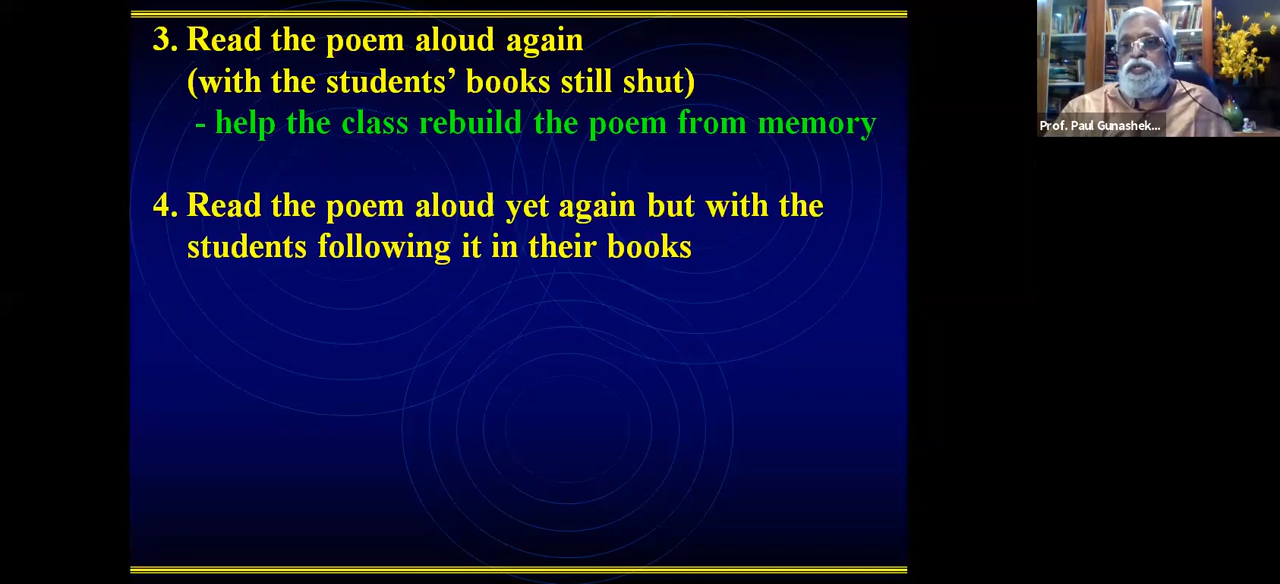 3. Read the poem aloud again
(with the students’ books still shut)
- help the class rebuild the poem from memory
4. Read the poem aloud yet again but with the
students following it in their books
Prof. Paul Gunashek...